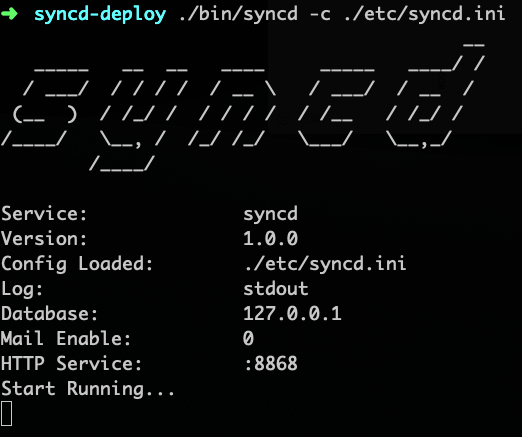 ➜ syncd-deploy ./bin/syncd -c ./etc/syncd.ini
syncd
Service: syncd
Version: 1.0.0
Config Loaded: ./etc/syncd.ini
Log: stdout
Database: 127.0.0.1
Mail Enable: 0
HTTP Service: :8868
Start Running...